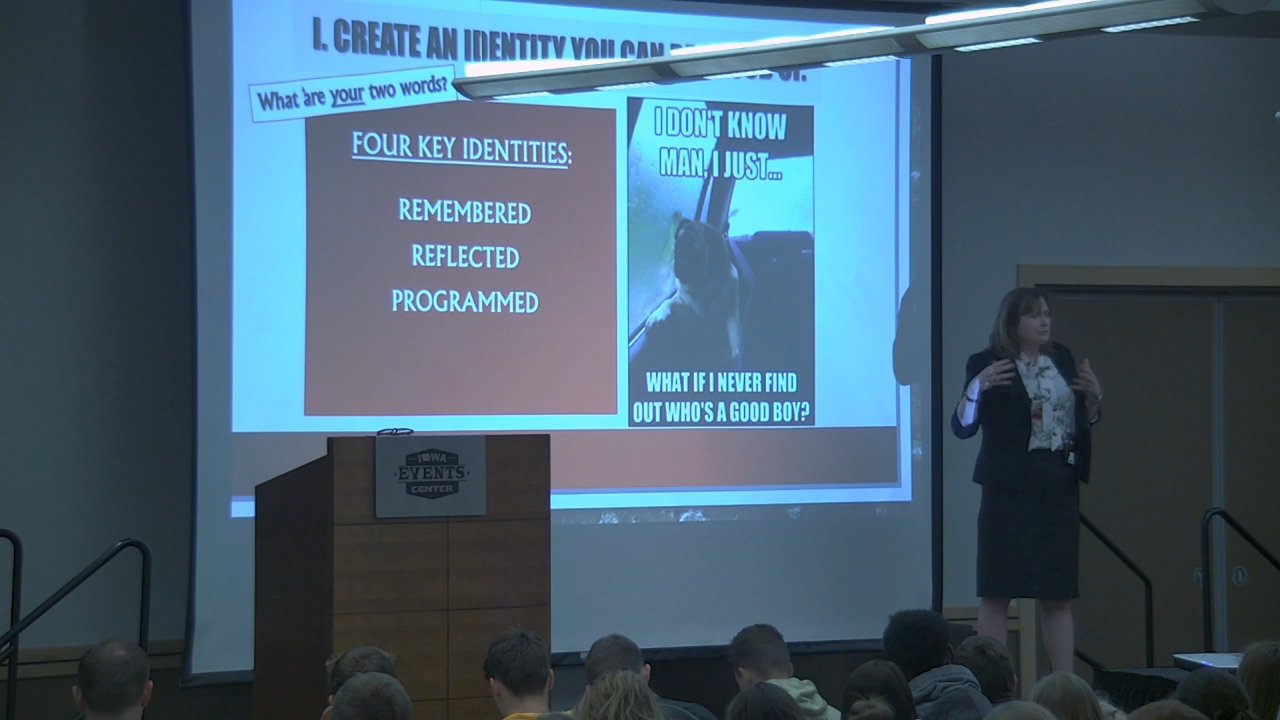 I. CREATE AN IDENTITY YOU CAN
What are your two words?
FOUR KEY IDENTITIES:
REMEMBERED
REFLECTED
PROGRAMMED
I DON'T KNOW
MAN, I JUST...
WHAT IF I NEVER FIND
OUT WHO'S A GOOD BOY?
IOWA
EVENTS
CENTER